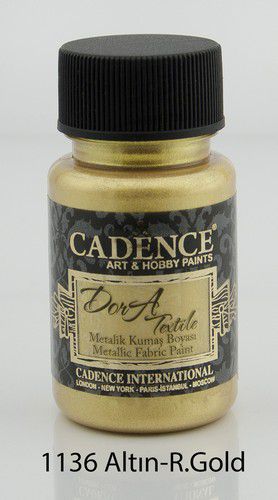 CADENCE
ART & HOBBY PAINTS
DorA
Textile
Metalik Kumaş Boyası
Metallic Fabric Paint
CADENCE INTERNATIONAL
LONDON - NEW YORK - PARIS-İSTANBUL - MOSCOW
1136 Altın-R.Gold